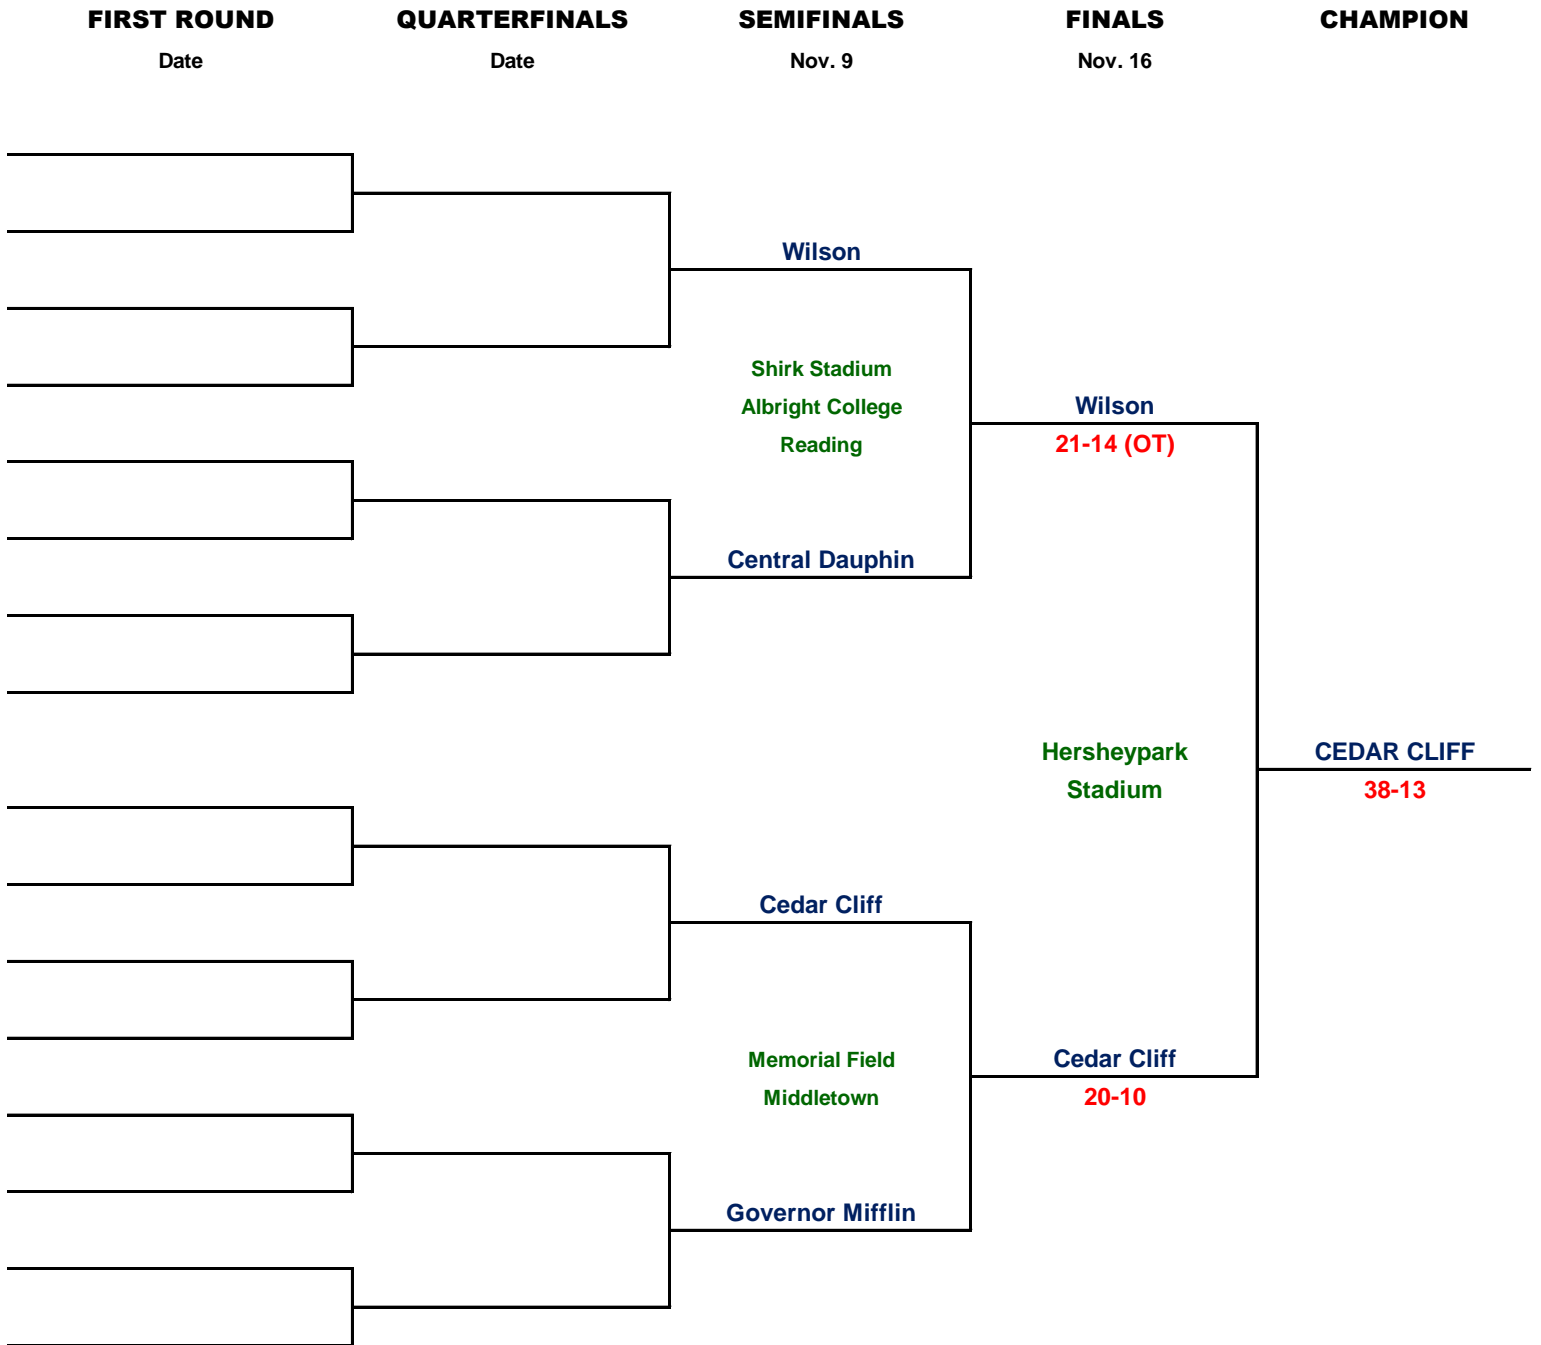 FIRST ROUND QUARTERFINALS SEMIFINALS FINALS CHAMPION
Date Date Nov. 9 Nov. 16
Wilson
Shirk Stadium
Albright College
Reading
Wilson
21-14 (OT)
Central Dauphin
Hersheypark
Stadium
CEDAR CLIFF
38-13
Cedar Cliff
Memorial Field
Middletown
Cedar Cliff
20-10
Governor Mifflin